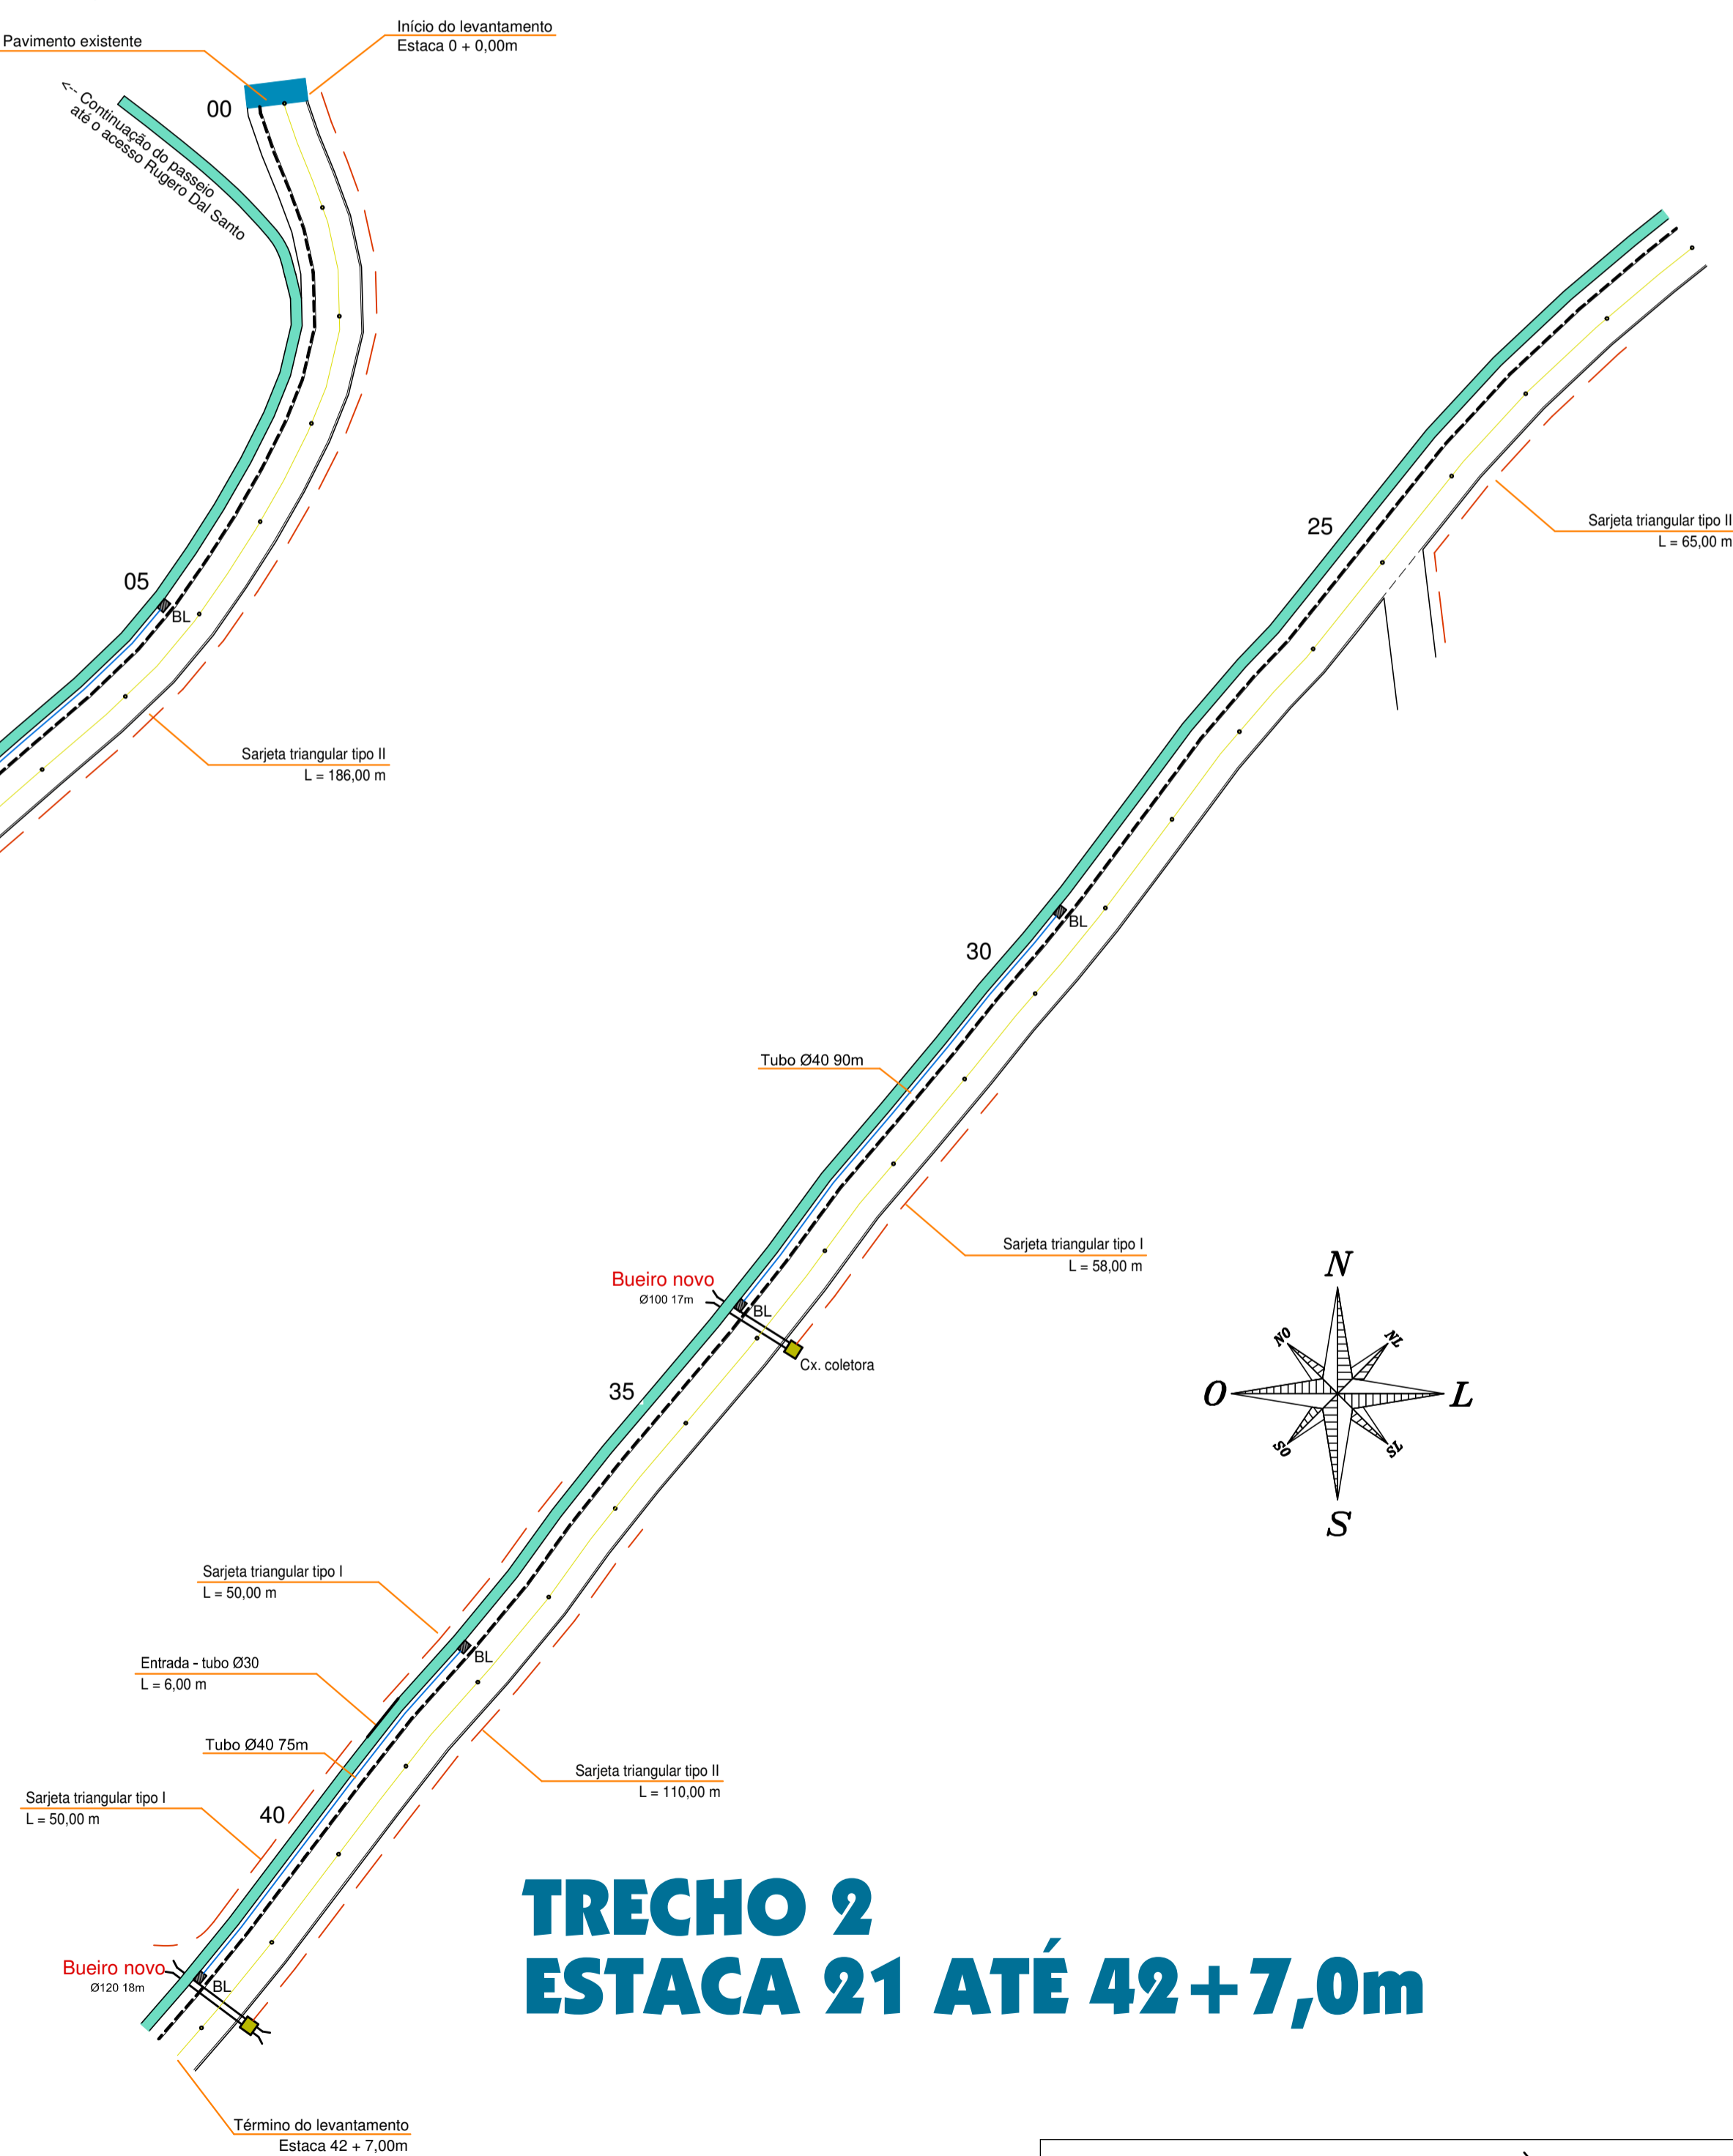 Pavimento existente
Início do levantamento
Estaca 0 + 0,00m
00
<-- Continuação do passeio
até o acesso Rugero Dal Santo
05
BL
Sarjeta triangular tipo II
L = 186,00 m
25
Sarjeta triangular tipo II
L = 65,00 m
BL
30
Tubo Ø40 90m
Sarjeta triangular tipo I
L = 58,00 m
Bueiro novo
Ø100 17m
BL
Cx. coletora
35
N
NO
NL
O
L
SO
SL
S
Sarjeta triangular tipo I
L = 50,00 m
BL
Entrada - tubo Ø30
L = 6,00 m
Tubo Ø40 75m
Sarjeta triangular tipo II
L = 110,00 m
Sarjeta triangular tipo I
L = 50,00 m
40
TRECHO 2
ESTACA 21 ATÉ 42+7,0m
Bueiro novo
Ø120 18m
BL
Término do levantamento
Estaca 42 + 7,00m